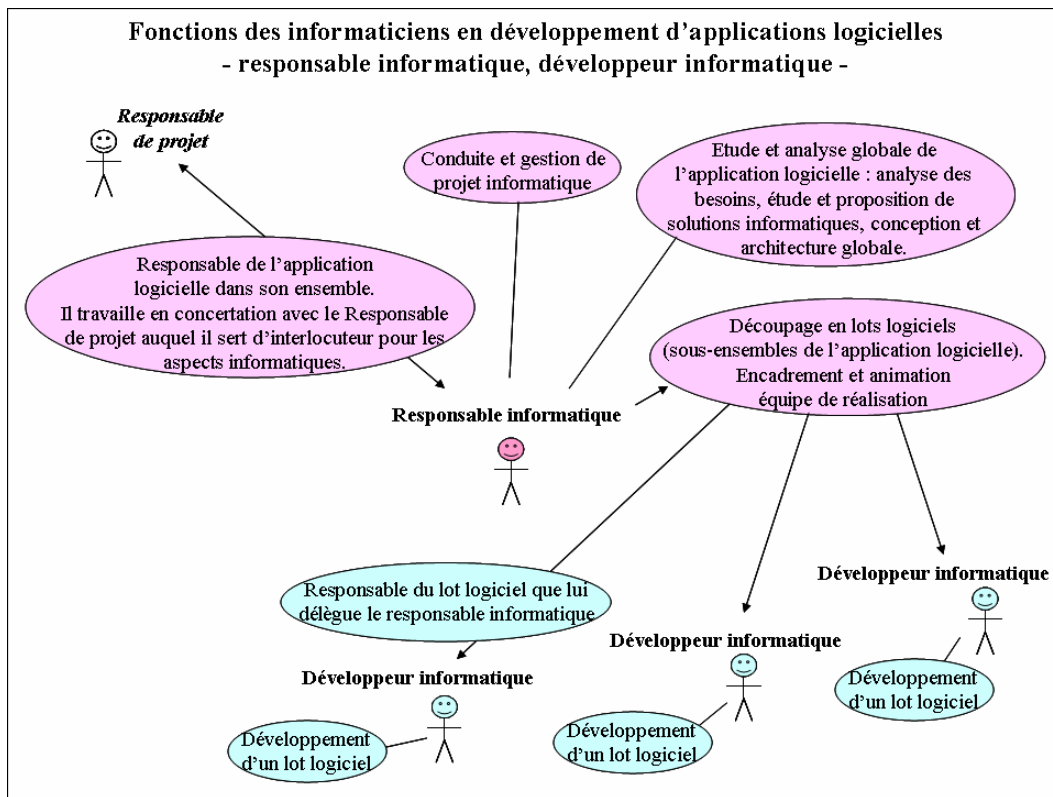 Fonctions des informaticiens en développement d’applications logicielles
- responsable informatique, développeur informatique -
Responsable
de projet
Conduite et gestion de
projet informatique
Etude et analyse globale de
l’application logicielle : analyse des
besoins, étude et proposition de
solutions informatiques, conception et
architecture globale.
Responsable de l’application
logicielle dans son ensemble.
Il travaille en concertation avec le Responsable
de projet auquel il sert d’interlocuteur pour les
aspects informatiques.
Découpage en lots logiciels
(sous-ensembles de l’application logicielle).
Encadrement et animation
équipe de réalisation
Responsable informatique
Responsable du lot logiciel que lui
délègue le responsable informatique
Développeur informatique
Développement
d’un lot logiciel
Développeur informatique
Développement
d’un lot logiciel
Développeur informatique
Développement
d’un lot logiciel